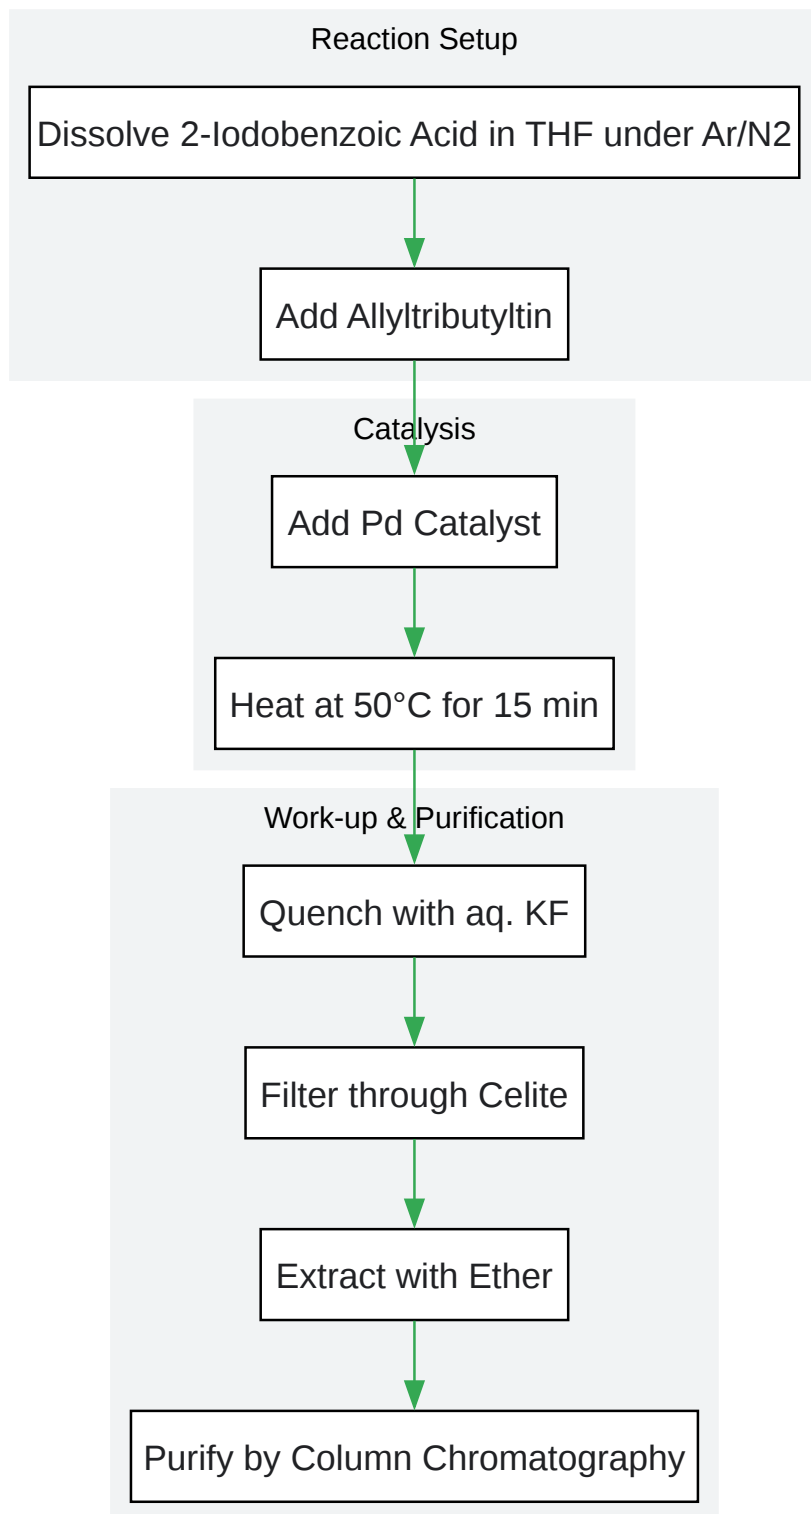 Reaction Setup
Dissolve 2-Iodobenzoic Acid in THF under Ar/N2
Add Allyltributyltin
Catalysis
Add Pd Catalyst
Heat at 50°C for 15 min
Work-up & Purification
Quench with aq. KF
Filter through Celite
Extract with Ether
Purify by Column Chromatography